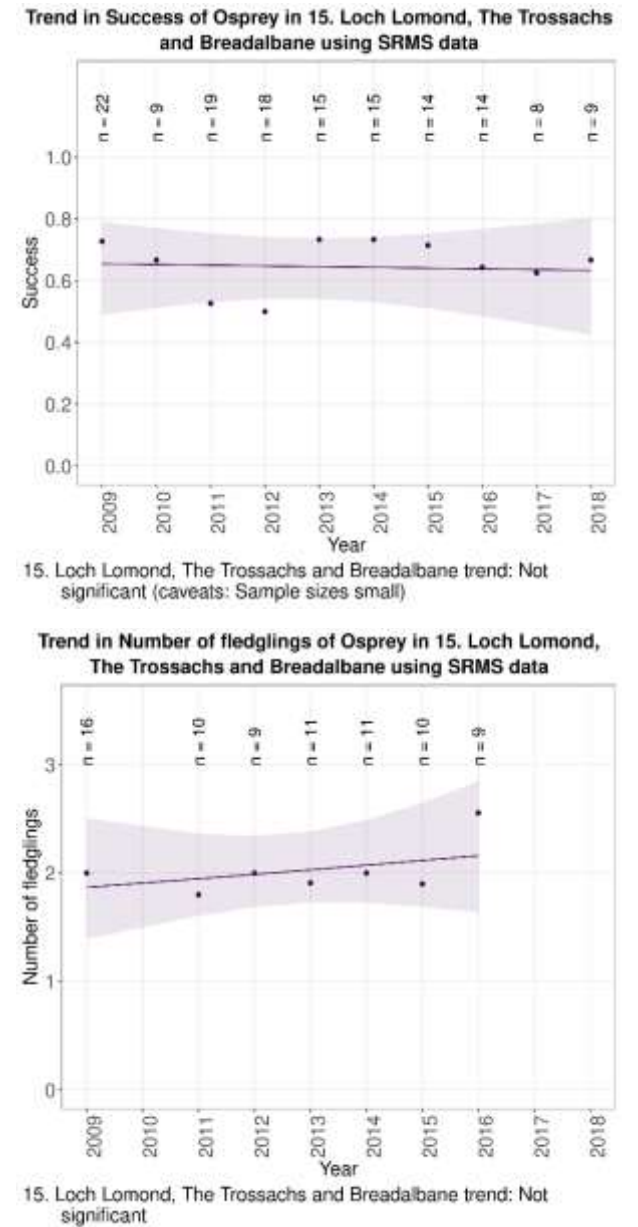 Trend in Success of Osprey in 15. Loch Lomond, The Trossachs
and Breadalbane using SRMS data
n = 22
n = 9
n = 19
n = 18
n = 15
n = 15
n = 14
n = 14
n = 8
n = 9
1.0
0.8
0.6
0.4
0.2
0.0
Success
2009
2010
2011
2012
2013
2014
2015
2016
2017
2018
Year
15. Loch Lomond, The Trossachs and Breadalbane trend: Not
significant (caveats: Sample sizes small)
Trend in Number of fledglings of Osprey in 15. Loch Lomond,
The Trossachs and Breadalbane using SRMS data
n = 16
n = 10
n = 9
n = 11
n = 11
n = 10
n = 9
3
2
1
0
Number of fledglings
2009
2010
2011
2012
2013
2014
2015
2016
2017
2018
Year
15. Loch Lomond, The Trossachs and Breadalbane trend: Not
significant